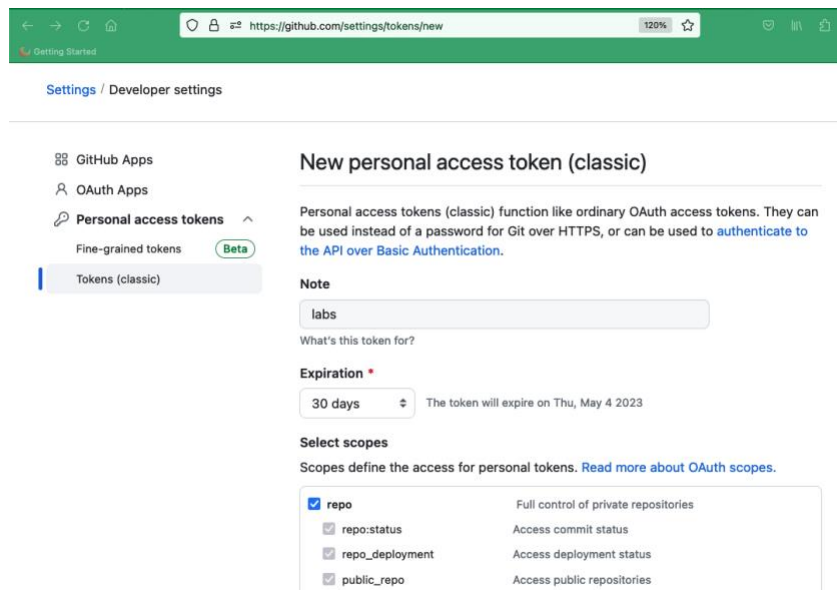 https://github.com/settings/tokens/new 120%
Getting Started
Settings / Developer settings
GitHub Apps
OAuth Apps
Personal access tokens
Fine-grained tokens Beta
Tokens (classic)
New personal access token (classic)
Personal access tokens (classic) function like ordinary OAuth access tokens. They can
be used instead of a password for Git over HTTPS, or can be used to authenticate to
the API over Basic Authentication.
Note
labs
What's this token for?
Expiration *
30 days The token will expire on Thu, May 4 2023
Select scopes
Scopes define the access for personal tokens. Read more about OAuth scopes.
repo Full control of private repositories
repo:status Access commit status
repo_deployment Access deployment status
public_repo Access public repositories